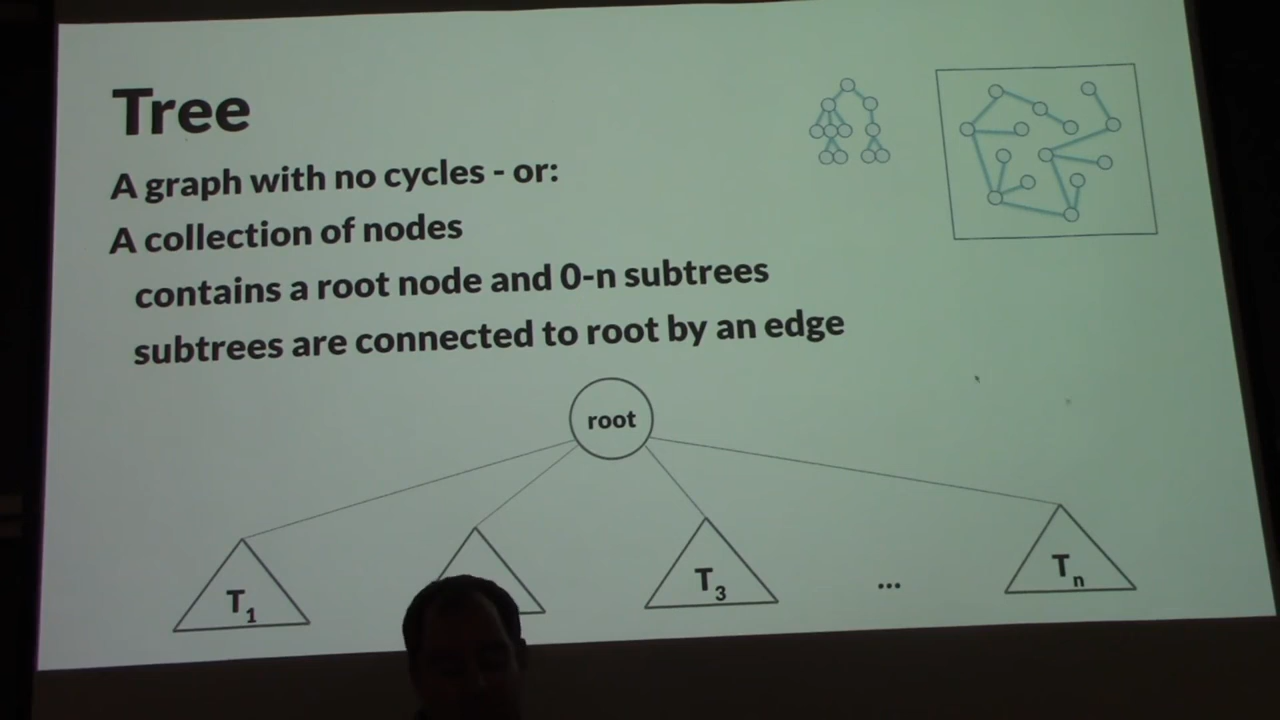 Tree
A graph with no cycles - or:
A collection of nodes
contains a root node and 0-n subtrees
subtrees are connected to root by an edge
root
T1
T3
...
Tn